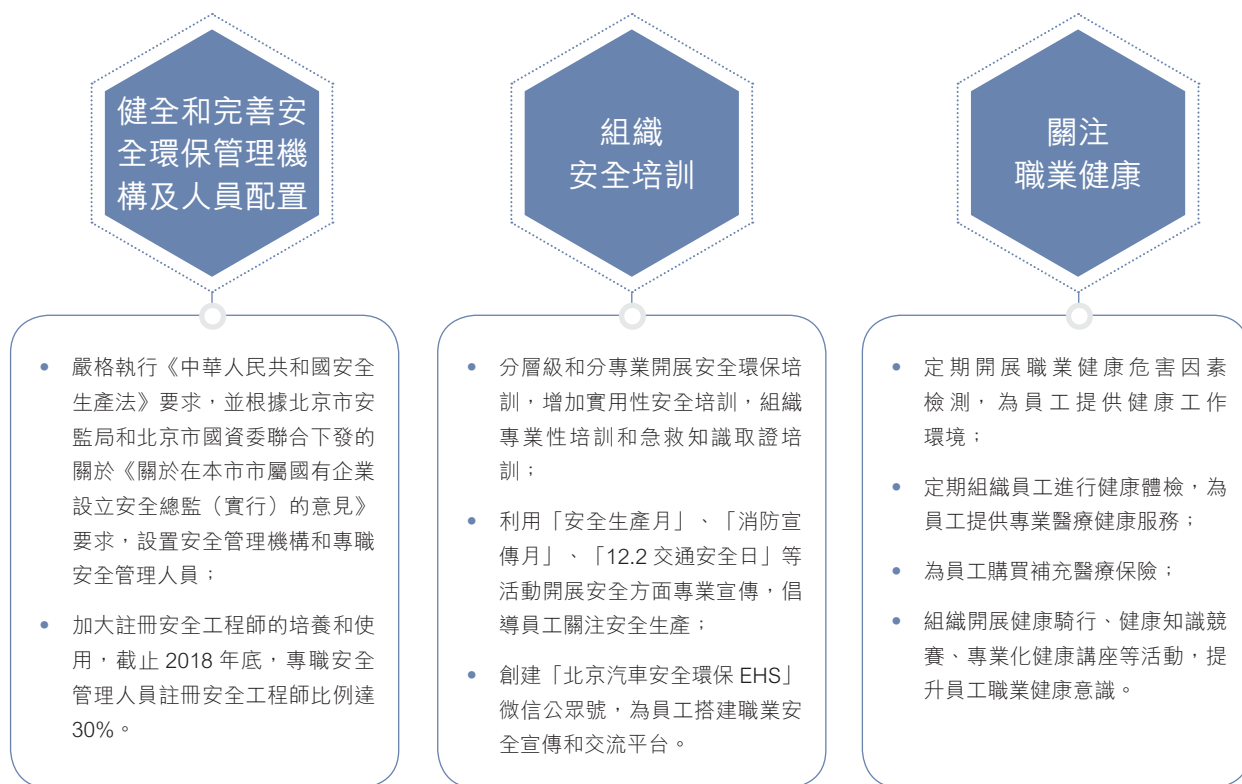 健全和完善安
全環保管理機
構及人員配置
• 嚴格執行《中華人民共和國安全
生產法》要求，並根據北京市安
監局和北京市國資委聯合下發的
關於《關於在本市市屬國有企業
設立安全總監（實行）的意見》
要求，設置安全管理機構和專職
安全管理人員；
• 加大註冊安全工程師的培養和使
用，截止 2018 年底，專職安全
管理人員註冊安全工程師比例達
30%。
組織
安全培訓
• 分層級和分專業開展安全環保培
訓，增加實用性安全培訓，組織
專業性培訓和急救知識取證培
訓；
• 利用「安全生產月」、「消防宣
傳月」、「12.2 交通安全日」等
活動開展安全方面專業宣傳，倡
導員工關注安全生產；
• 創建「北京汽車安全環保 EHS」
微信公眾號，為員工搭建職業安
全宣傳和交流平台。
關注
職業健康
• 定期開展職業健康危害因素
檢測，為員工提供健康工作
環境；
• 定期組織員工進行健康體檢，為
員工提供專業醫療健康服務；
• 為員工購買補充醫療保險；
• 組織開展健康騎行、健康知識競
賽、專業化健康講座等活動，提
升員工職業健康意識。